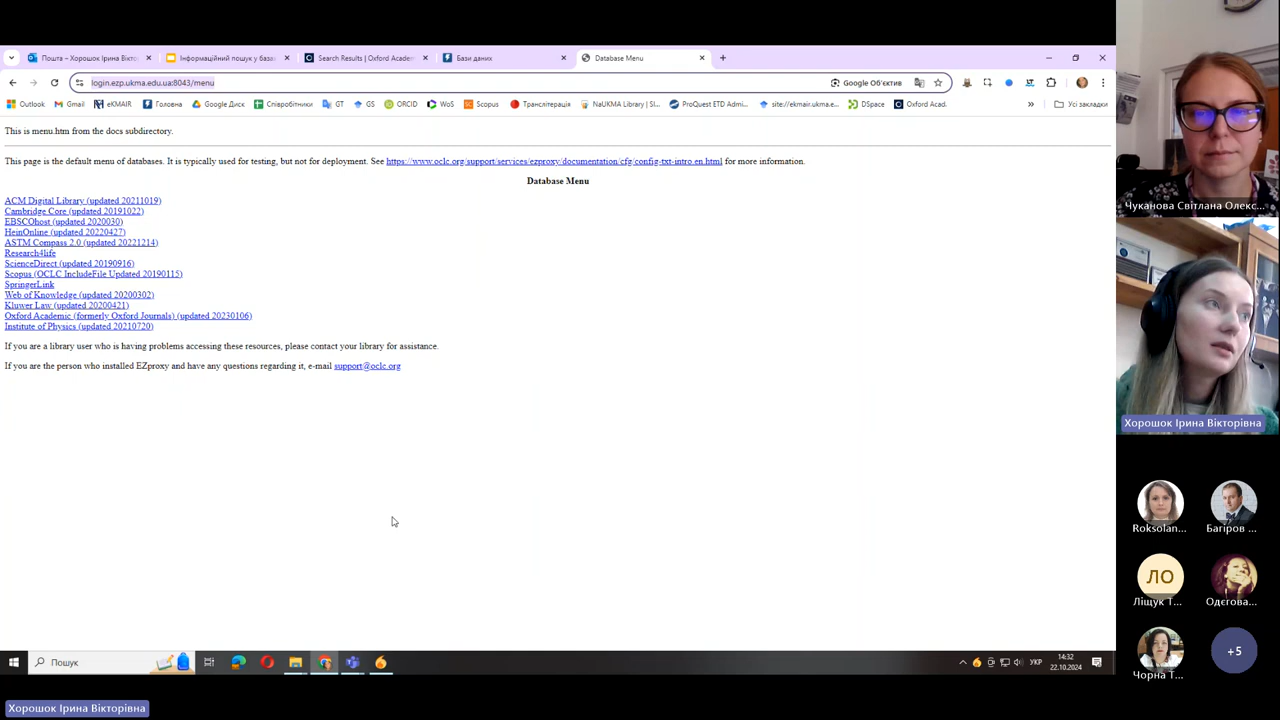 Пошта – Хорошок Ірина Вікто
Інформаційний пошук у база
Search Results | Oxford Academ
Бази даних
Database Menu
login.ezp.ukma.edu.ua:8043/menu
Google Об'єктив
Outlook
Gmail
eKMAIR
Головна
Google Диск
Співробітники
GT
GS
ORCID
WoS
Scopus
Транслітерація
NaUKMA Library | Sl...
ProQuest ETD Admi...
site://ekmair.ukma.e...
DSpace
Oxford Acad.
»
Усі закладки
This is menu.htm from the docs subdirectory.
This page is the default menu of databases. It is typically used for testing, but not for deployment. See https://www.oclc.org/support/services/ezproxy/documentation/cfg/config-txt-intro.en.html for more information.
Database Menu
ACM Digital Library (updated 20211019)
Cambridge Core (updated 20191022)
EBSCOhost (updated 2020030)
HeinOnline (updated 20220427)
ASTM Compass 2.0 (updated 20221214)
Research4life
ScienceDirect (updated 20190916)
Scopus (OCLC IncludeFile Updated 20190115)
SpringerLink
Web of Knowledge (updated 20200302)
Kluwer Law (updated 20200421)
Oxford Academic (formerly Oxford Journals) (updated 20230106)
Institute of Physics (updated 20210720)
If you are a library user who is having problems accessing these resources, please contact your library for assistance.
If you are the person who installed EZproxy and have any questions regarding it, e-mail support@oclc.org
Чуканова Світлана Олекс...
Хорошок Ірина Вікторівна
Roksolan...
Багіров ...
ЛО
Ліщук Т...
Одєгова...
Чорна Т...
+5
Пошук
УКР
14:32
22.10.2024
Хорошок Ірина Вікторівна